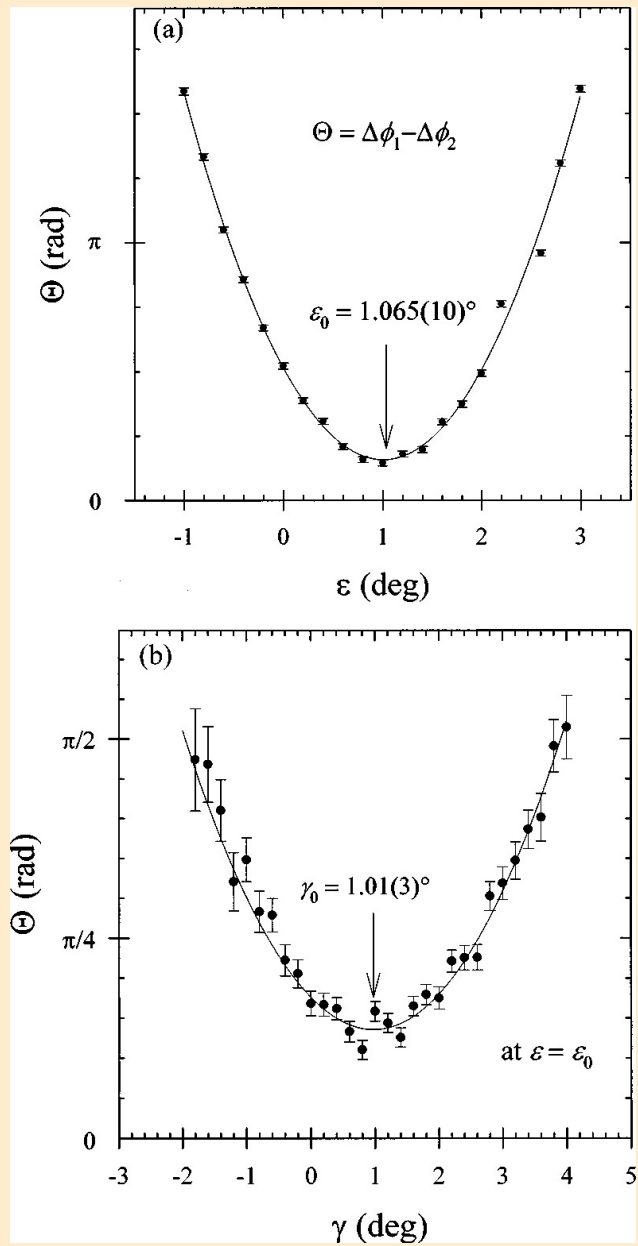 (a)
Θ = Δϕ₁−Δϕ₂
Θ (rad)
π
ε₀ = 1.065(10)°
0
-1 0 1 2 3
ε (deg)
(b)
π/2
Θ (rad)
γ₀ = 1.01(3)°
π/4
at ε = ε₀
0
-3 -2 -1 0 1 2 3 4 5
γ (deg)